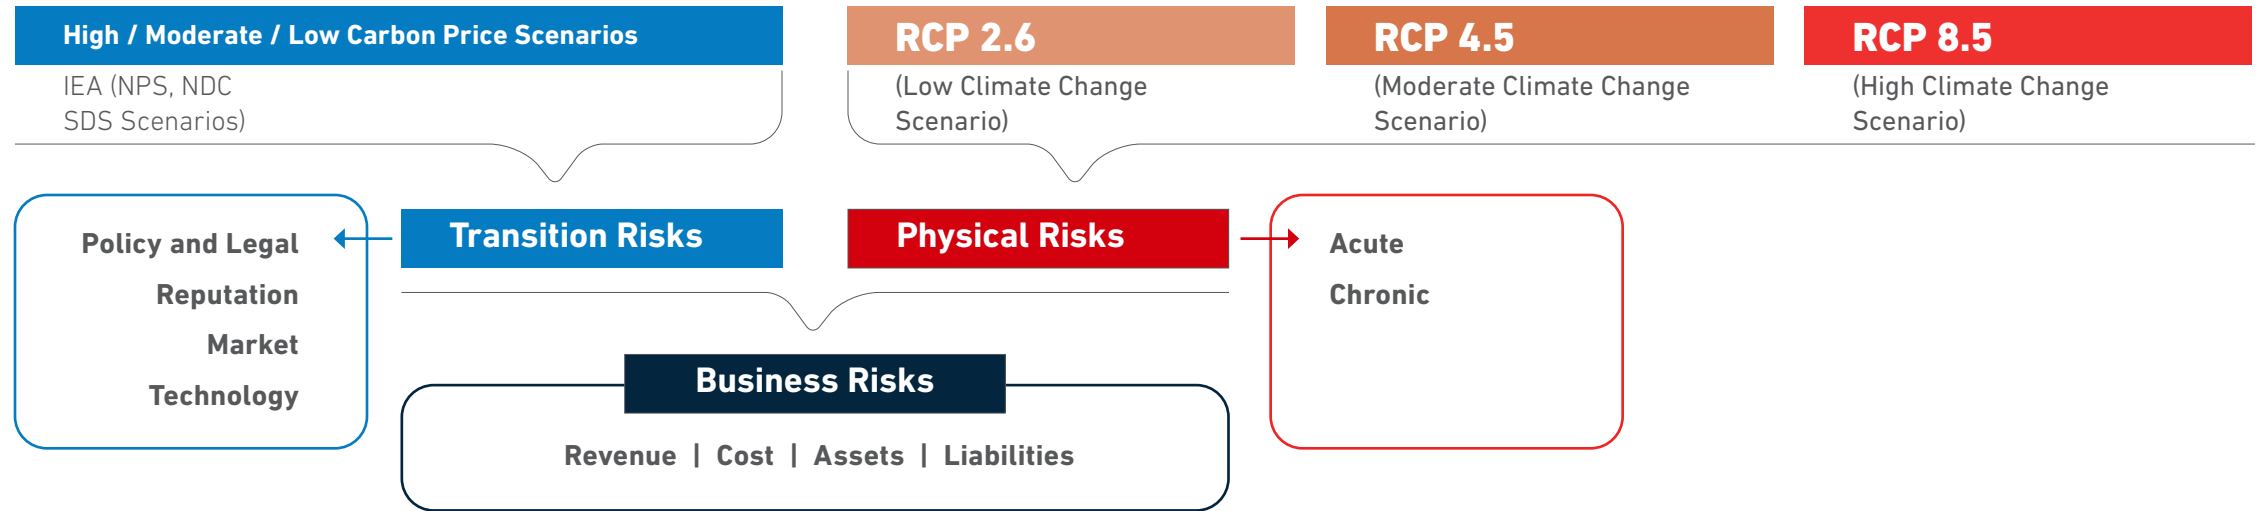 High / Moderate / Low Carbon Price Scenarios
IEA (NPS, NDC
SDS Scenarios)
RCP 2.6
(Low Climate Change
Scenario)
RCP 4.5
(Moderate Climate Change
Scenario)
RCP 8.5
(High Climate Change
Scenario)
Policy and Legal
Reputation
Market
Technology
Transition Risks
Physical Risks
Acute
Chronic
Business Risks
Revenue | Cost | Assets | Liabilities